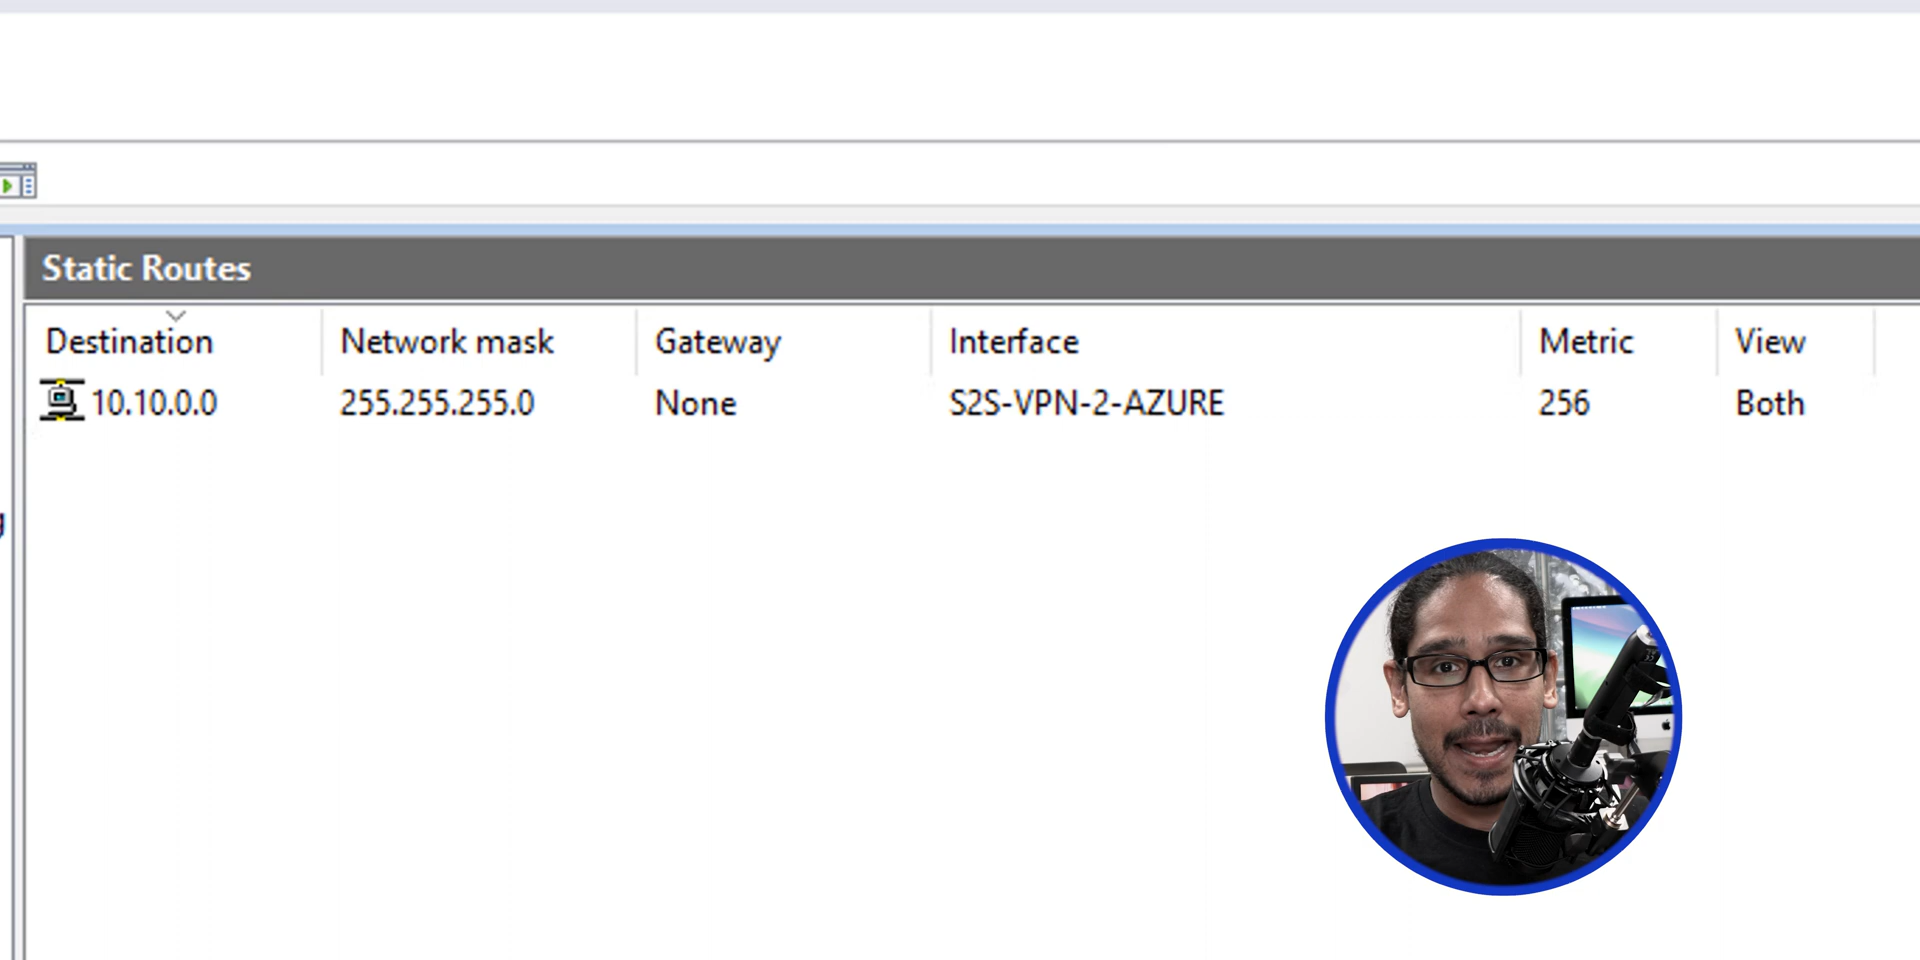 Static Routes
Destination Network mask Gateway Interface Metric View
10.10.0.0 255.255.255.0 None S2S-VPN-2-AZURE 256 Both